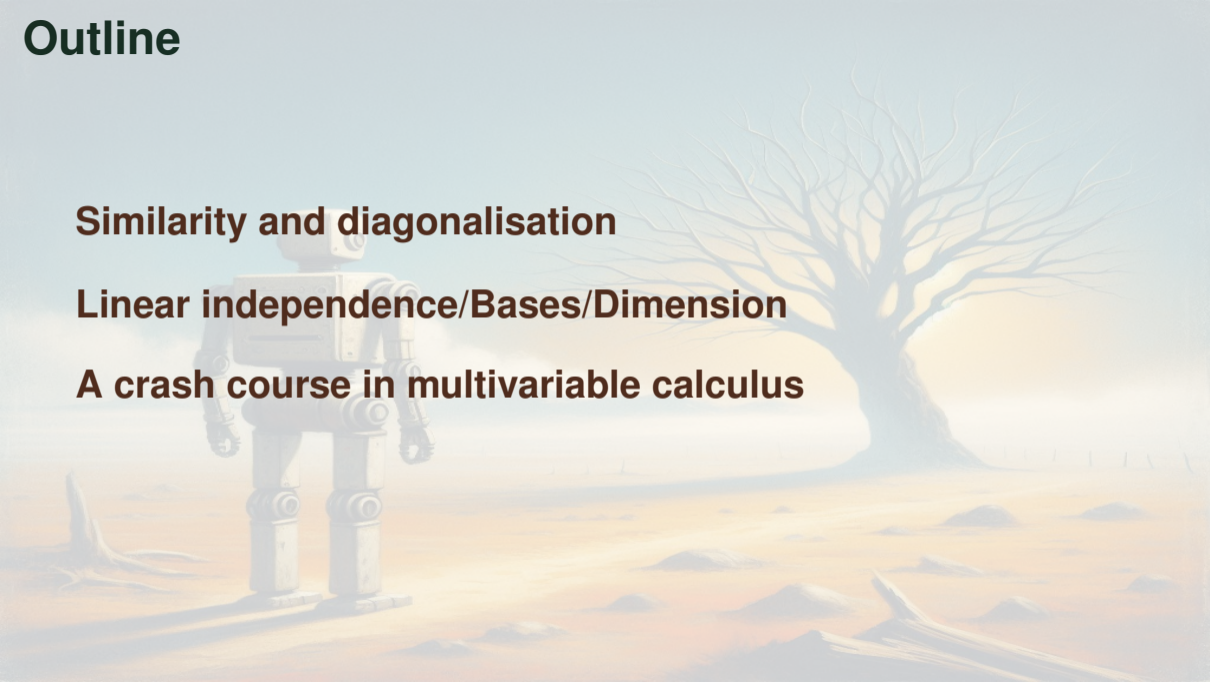 Outline
Similarity and diagonalisation
Linear independence/Bases/Dimension
A crash course in multivariable calculus